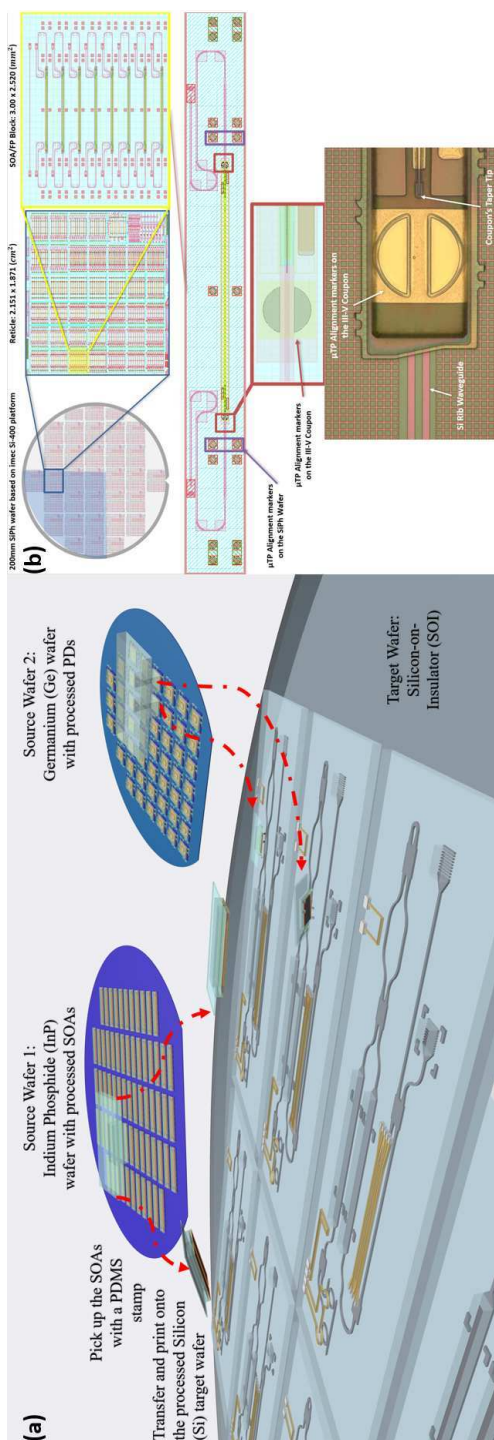 (a)
Source Wafer 1:
Indium Phosphide (InP)
wafer with processed SOAs
Pick up the SOAs
with a PDMS
stamp
Transfer and print onto
the processed Silicon
(Si) target wafer
Source Wafer 2:
Germanium (Ge) wafer
with processed PDs
Target Wafer:
Silicon-on-
Insulator (SOI)
(b)
200mm SiPh wafer based on imec Si-400 platform
Reticle: 2.151 x 1.871 (cm²)
SOA/FP Block: 3.00 x 2.520 (mm²)
μTP Alignment markers
on the SiPh Wafer
μTP Alignment markers
on the III-V Coupon
μTP Alignment markers on
the III-V Coupon
Si Rib Waveguide
Coupon's Taper Tip